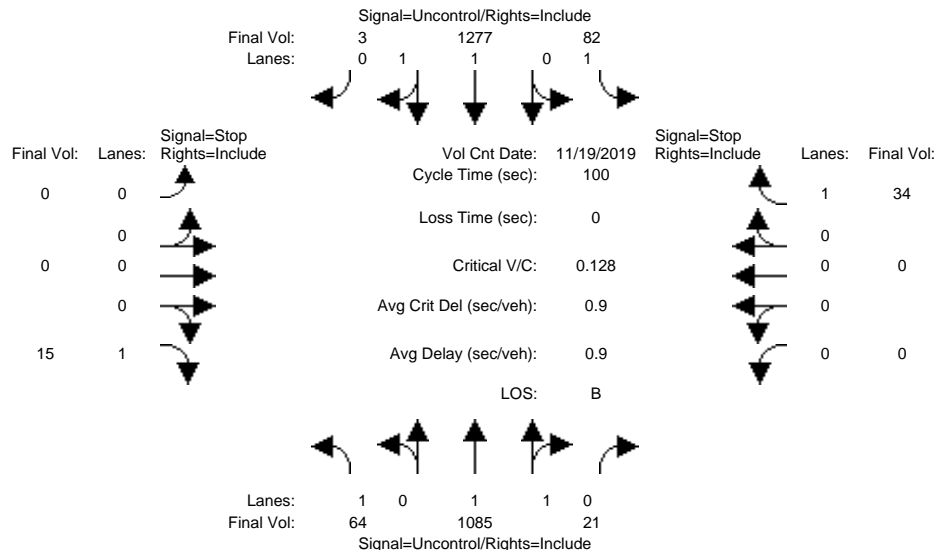 Signal=Uncontrol/Rights=Include
Final Vol: 3 1277 82
Lanes: 0 1 1 0 1
Signal=Stop
Final Vol: Lanes: Rights=Include
Vol Cnt Date: 11/19/2019
Signal=Stop
Rights=Include Lanes: Final Vol:
Cycle Time (sec): 100
0 0
1 34
Loss Time (sec): 0
0
0
0 0
Critical V/C: 0.128
0 0
0
Avg Crit Del (sec/veh): 0.9
0
15 1
Avg Delay (sec/veh): 0.9
0 0
LOS: B
Lanes: 1 0 1 1 0
Final Vol: 64 1085 21
Signal=Uncontrol/Rights=Include